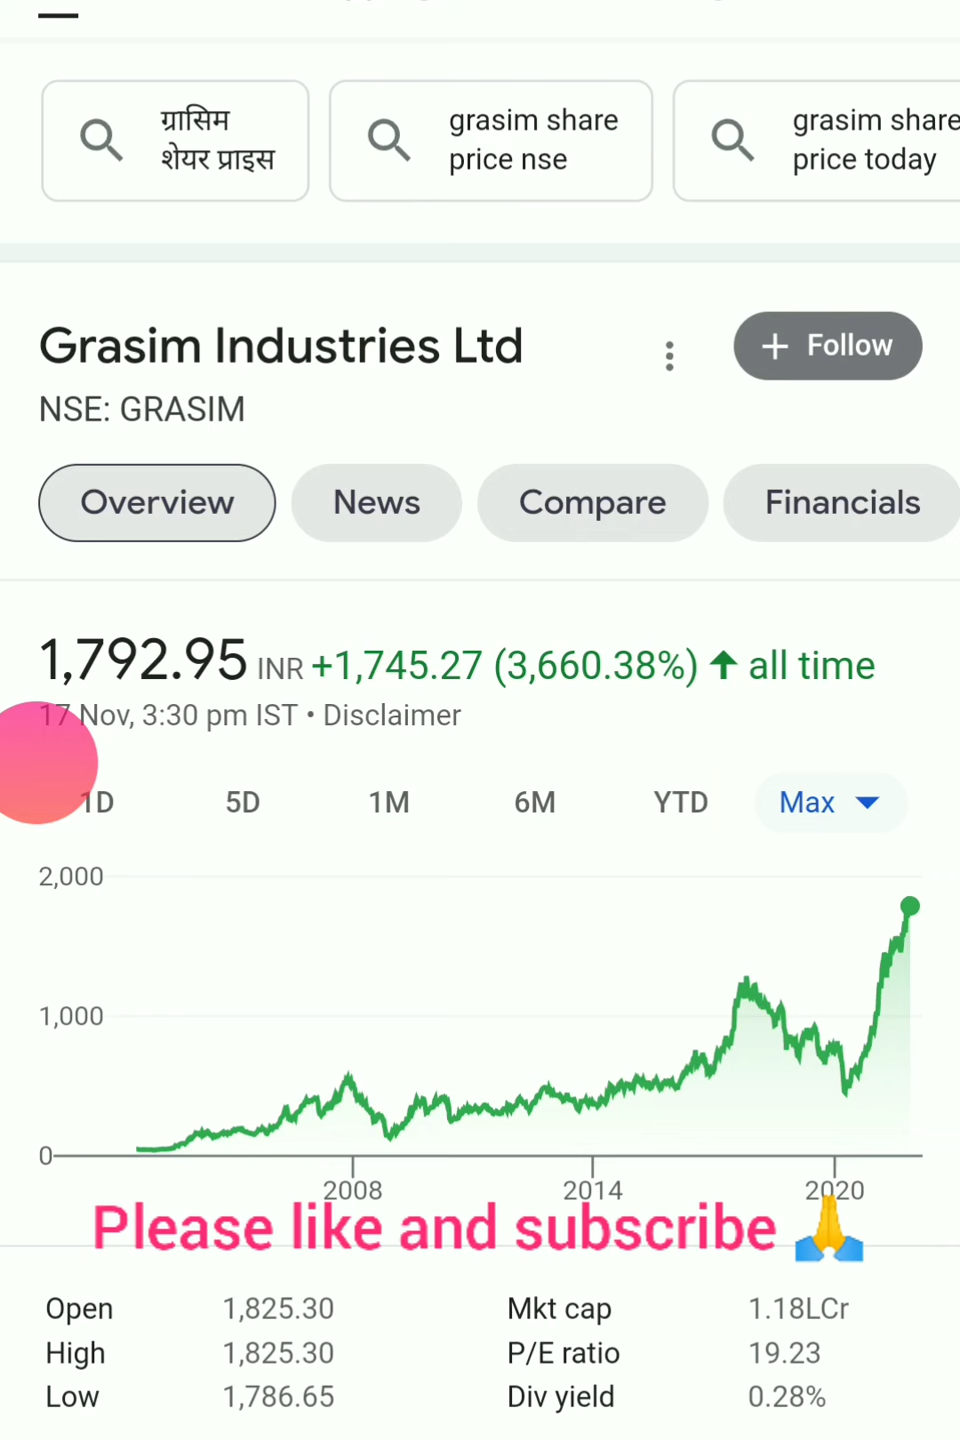 ग्रासिम
शेयर प्राइस
grasim share
price nse
grasim share
price today
Grasim Industries Ltd
+ Follow
NSE: GRASIM
Overview News Compare Financials
1,792.95 INR +1,745.27 (3,660.38%) ↑ all time
17 Nov, 3:30 pm IST • Disclaimer
1D 5D 1M 6M YTD Max
2,000
1,000
0
2008 2014 2020
Please like and subscribe 🙏
Open 1,825.30 Mkt cap 1.18LCr
High 1,825.30 P/E ratio 19.23
Low 1,786.65 Div yield 0.28%